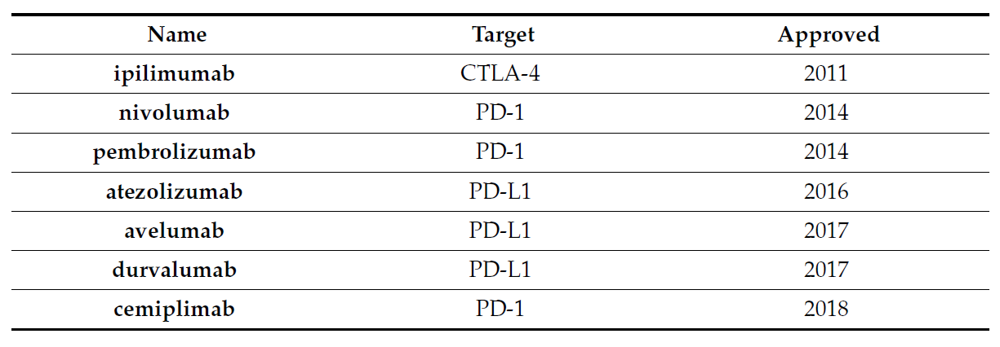 Name Target Approved
ipilimumab CTLA-4 2011
nivolumab PD-1 2014
pembrolizumab PD-1 2014
atezolizumab PD-L1 2016
avelumab PD-L1 2017
durvalumab PD-L1 2017
cemiplimab PD-1 2018